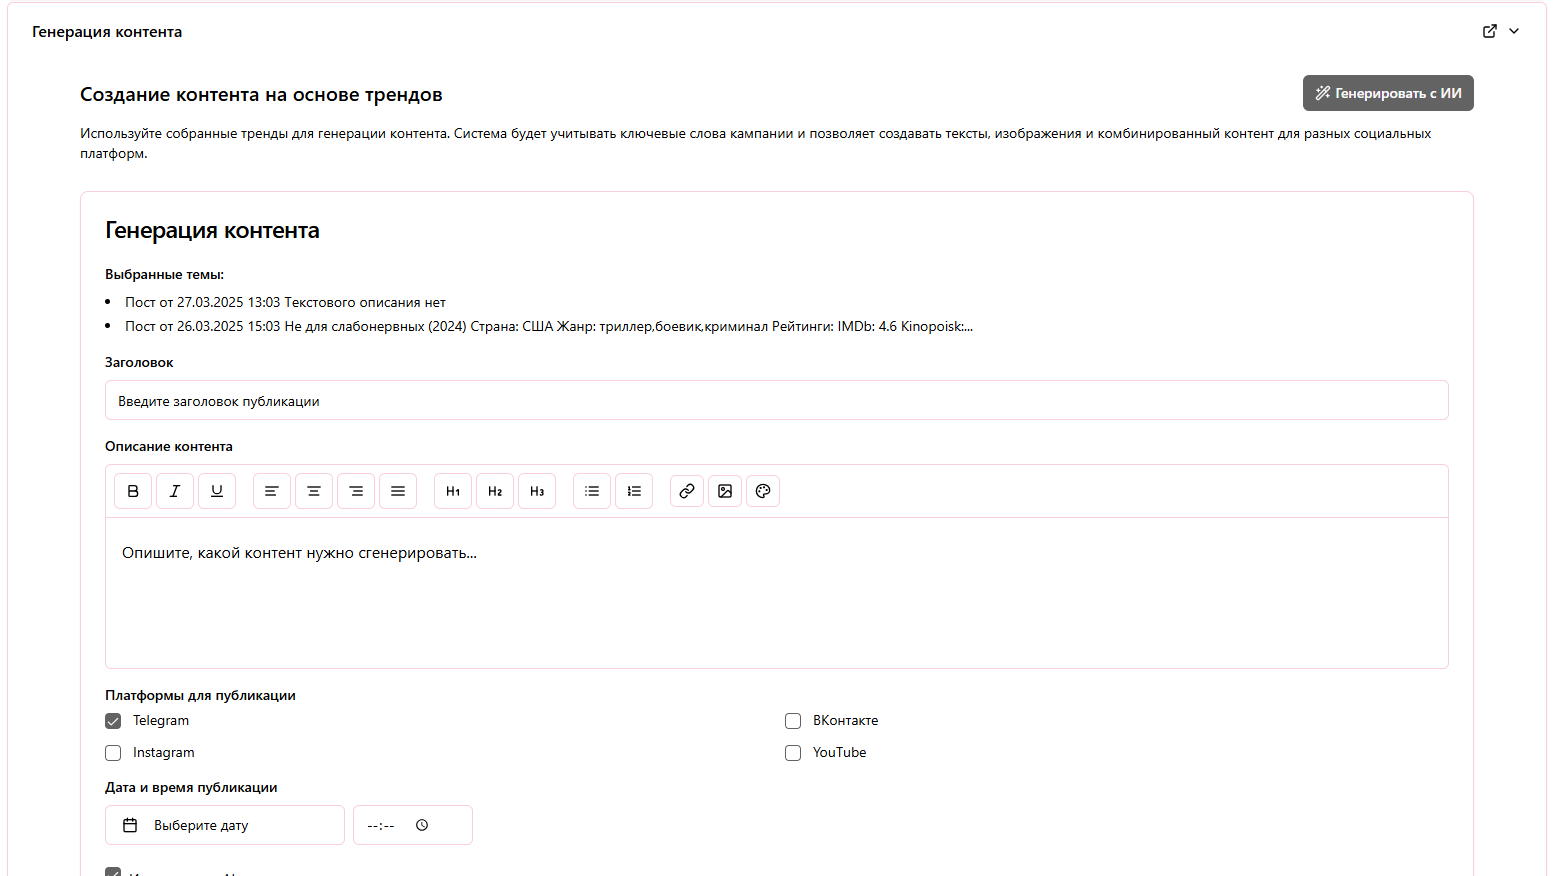 Генерация контента
Создание контента на основе трендов
Генерировать с ИИ
Используйте собранные тренды для генерации контента. Система будет учитывать ключевые слова кампании и позволяет создавать тексты, изображения и комбинированный контент для разных социальных
платформ.
Генерация контента
Выбранные темы:
Пост от 27.03.2025 13:03 Текстового описания нет
Пост от 26.03.2025 15:03 Не для слабонервных (2024) Страна: США Жанр: триллер,боевик,криминал Рейтинги: IMDb: 4.6 Kinopoisk:...
Заголовок
Введите заголовок публикации
Описание контента
B I U H1 H2 H3
Опишите, какой контент нужно сгенерировать...
Платформы для публикации
Telegram
ВКонтакте
Instagram
YouTube
Дата и время публикации
Выберите дату
--:--